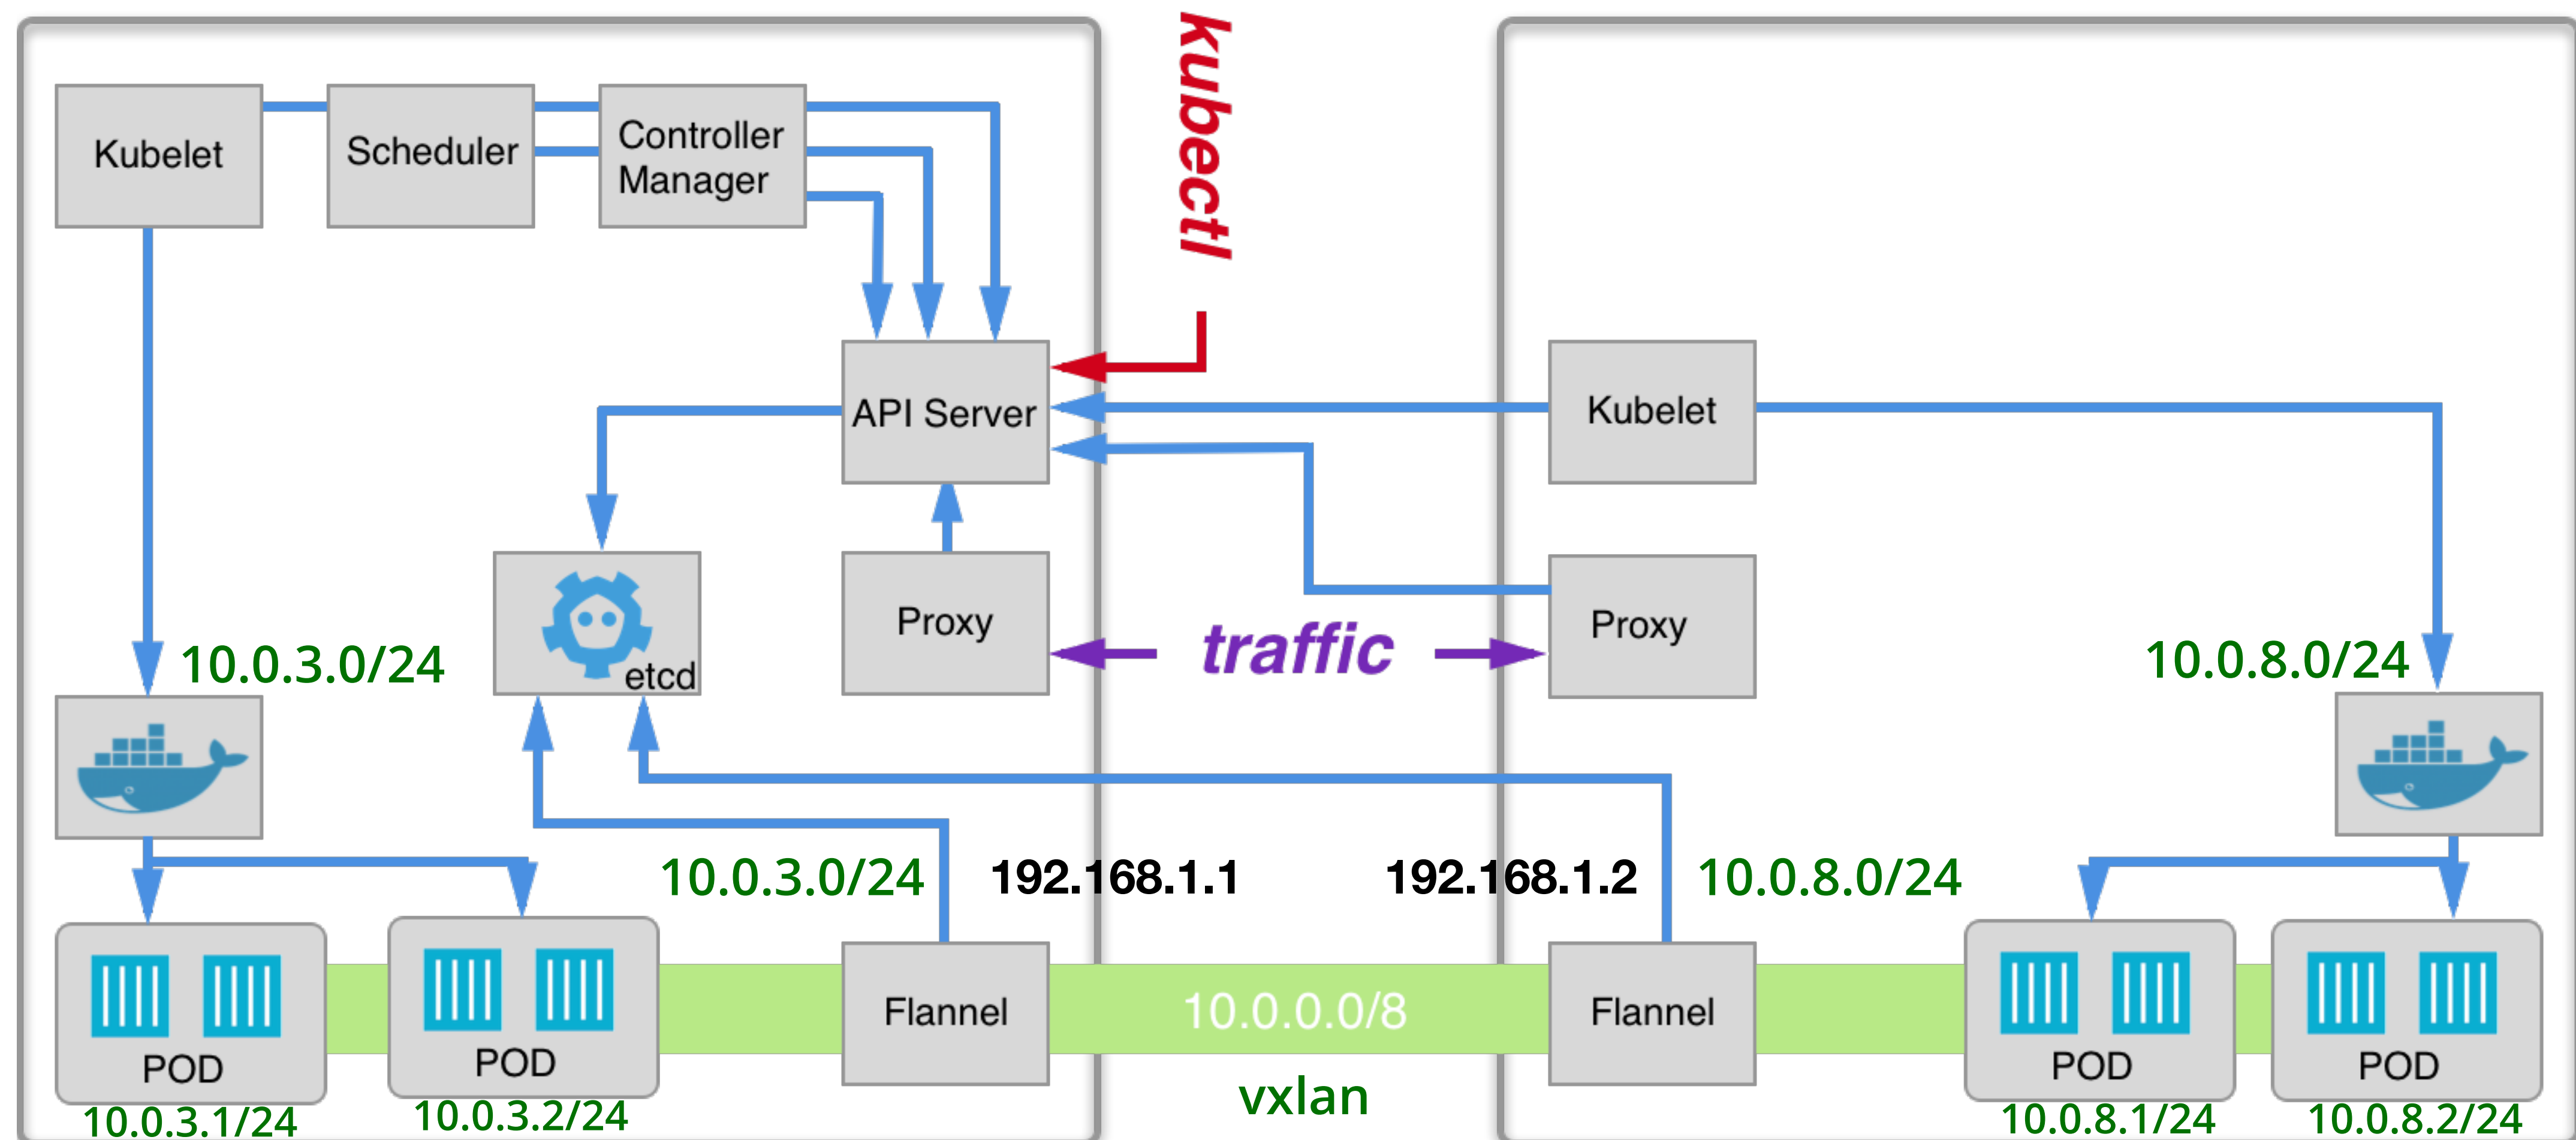 kubectl
Kubelet
Scheduler
Controller
Manager
API Server
Kubelet
etcd
Proxy
traffic
Proxy
10.0.3.0/24
10.0.8.0/24
10.0.3.0/24
192.168.1.1
192.168.1.2
10.0.8.0/24
POD
POD
Flannel
10.0.0.0/8
Flannel
POD
POD
10.0.3.1/24
10.0.3.2/24
vxlan
10.0.8.1/24
10.0.8.2/24